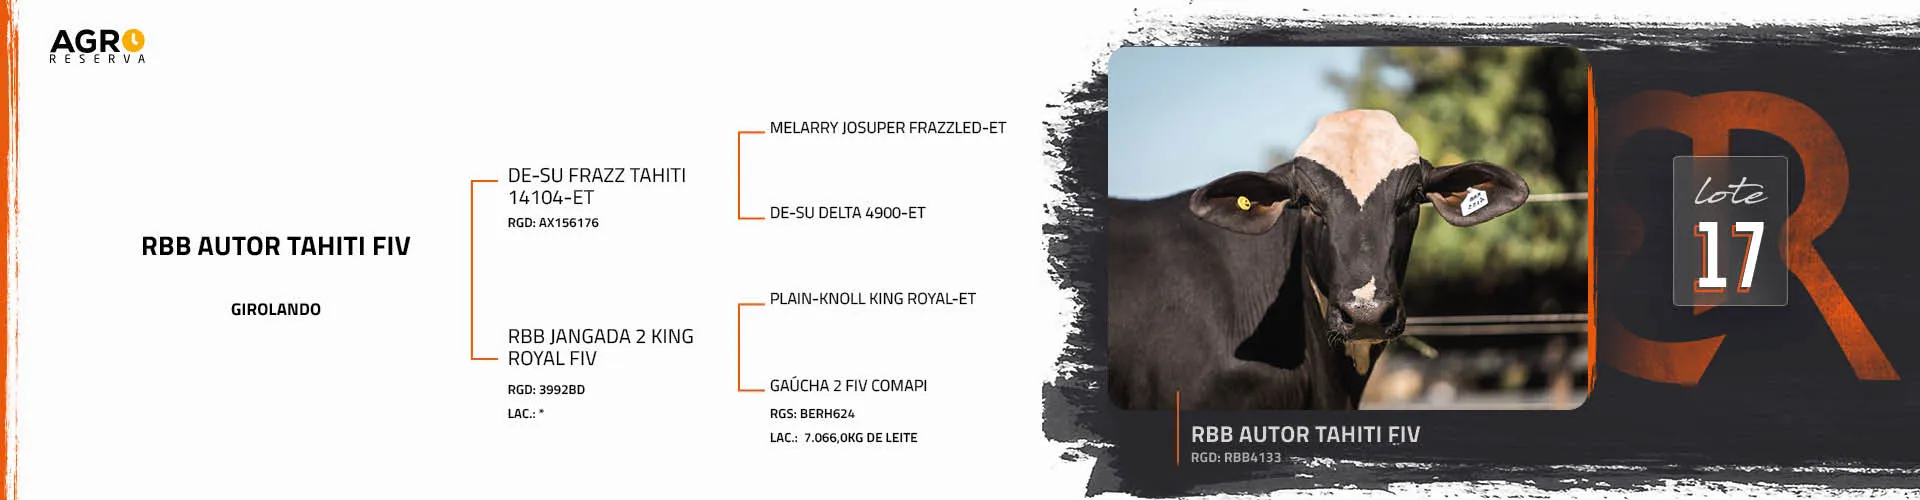 AGRO
RESERVA
RBB AUTOR TAHITI FIV
GIROLANDO
DE-SU FRAZZ TAHITI
14104-ET
RGD: AX156176
RBB JANGADA 2 KING
ROYAL FIV
RGD: 3992BD
LAC.: *
MELARRY JOSUPER FRAZZLED-ET
DE-SU DELTA 4900-ET
PLAIN-KNOLL KING ROYAL-ET
GAÚCHA 2 FIV COMAPI
RGS: BERH624
LAC.: 7.066,0KG DE LEITE
lote
17
RBB AUTOR TAHITI FIV
RGD: RBB4133